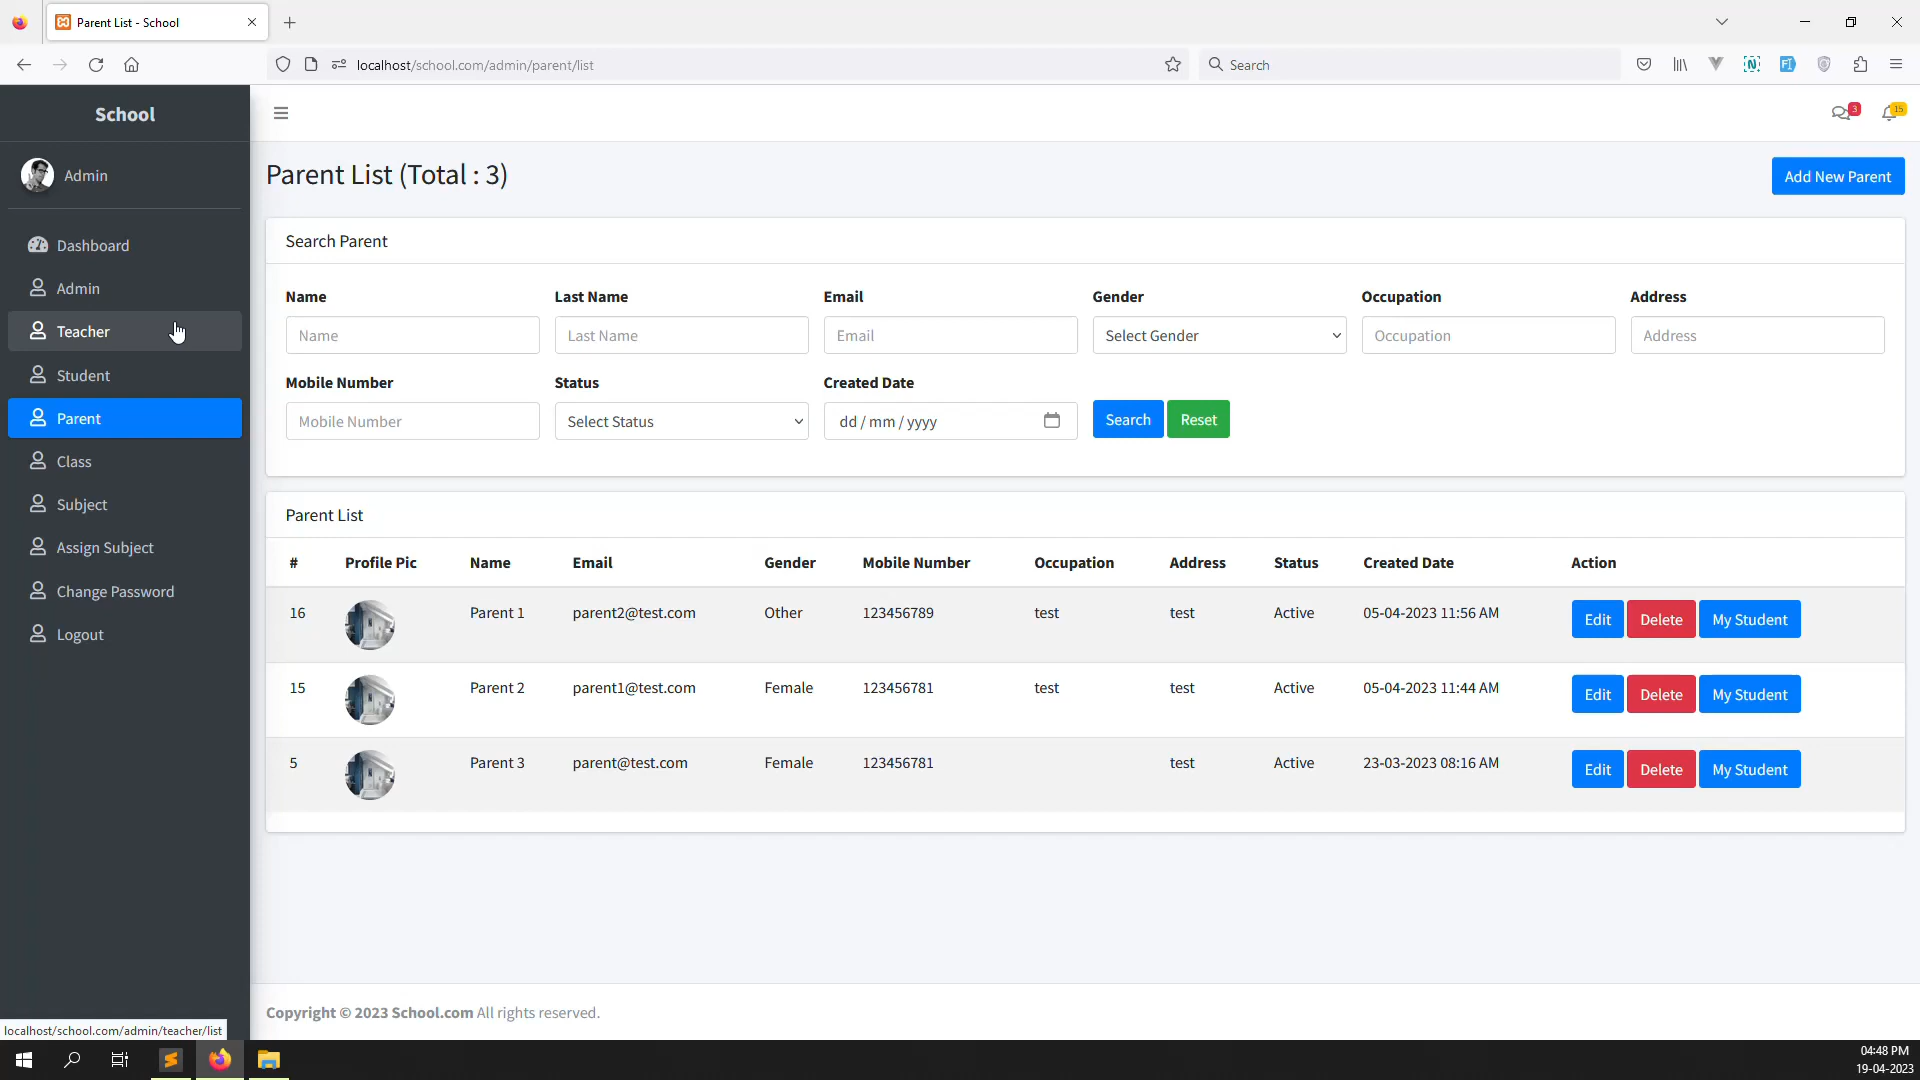 Parent List - School
localhost/school.com/admin/parent/list
Search
School
3
15
Admin
Parent List (Total : 3)
Add New Parent
Dashboard
Admin
Teacher
Student
Parent
Class
Subject
Assign Subject
Change Password
Logout
Search Parent
Name Last Name Email Gender Occupation Address
Name Last Name Email Select Gender Occupation Address
Mobile Number Status Created Date
Mobile Number Select Status dd / mm / yyyy Search Reset
Parent List
# Profile Pic Name Email Gender Mobile Number Occupation Address Status Created Date Action
16 Parent 1 parent2@test.com Other 123456789 test test Active 05-04-2023 11:56 AM Edit Delete My Student
15 Parent 2 parent1@test.com Female 123456781 test test Active 05-04-2023 11:44 AM Edit Delete My Student
5 Parent 3 parent@test.com Female 123456781 test Active 23-03-2023 08:16 AM Edit Delete My Student
Copyright © 2023 School.com All rights reserved.
localhost/school.com/admin/teacher/list
04:48 PM
19-04-2023